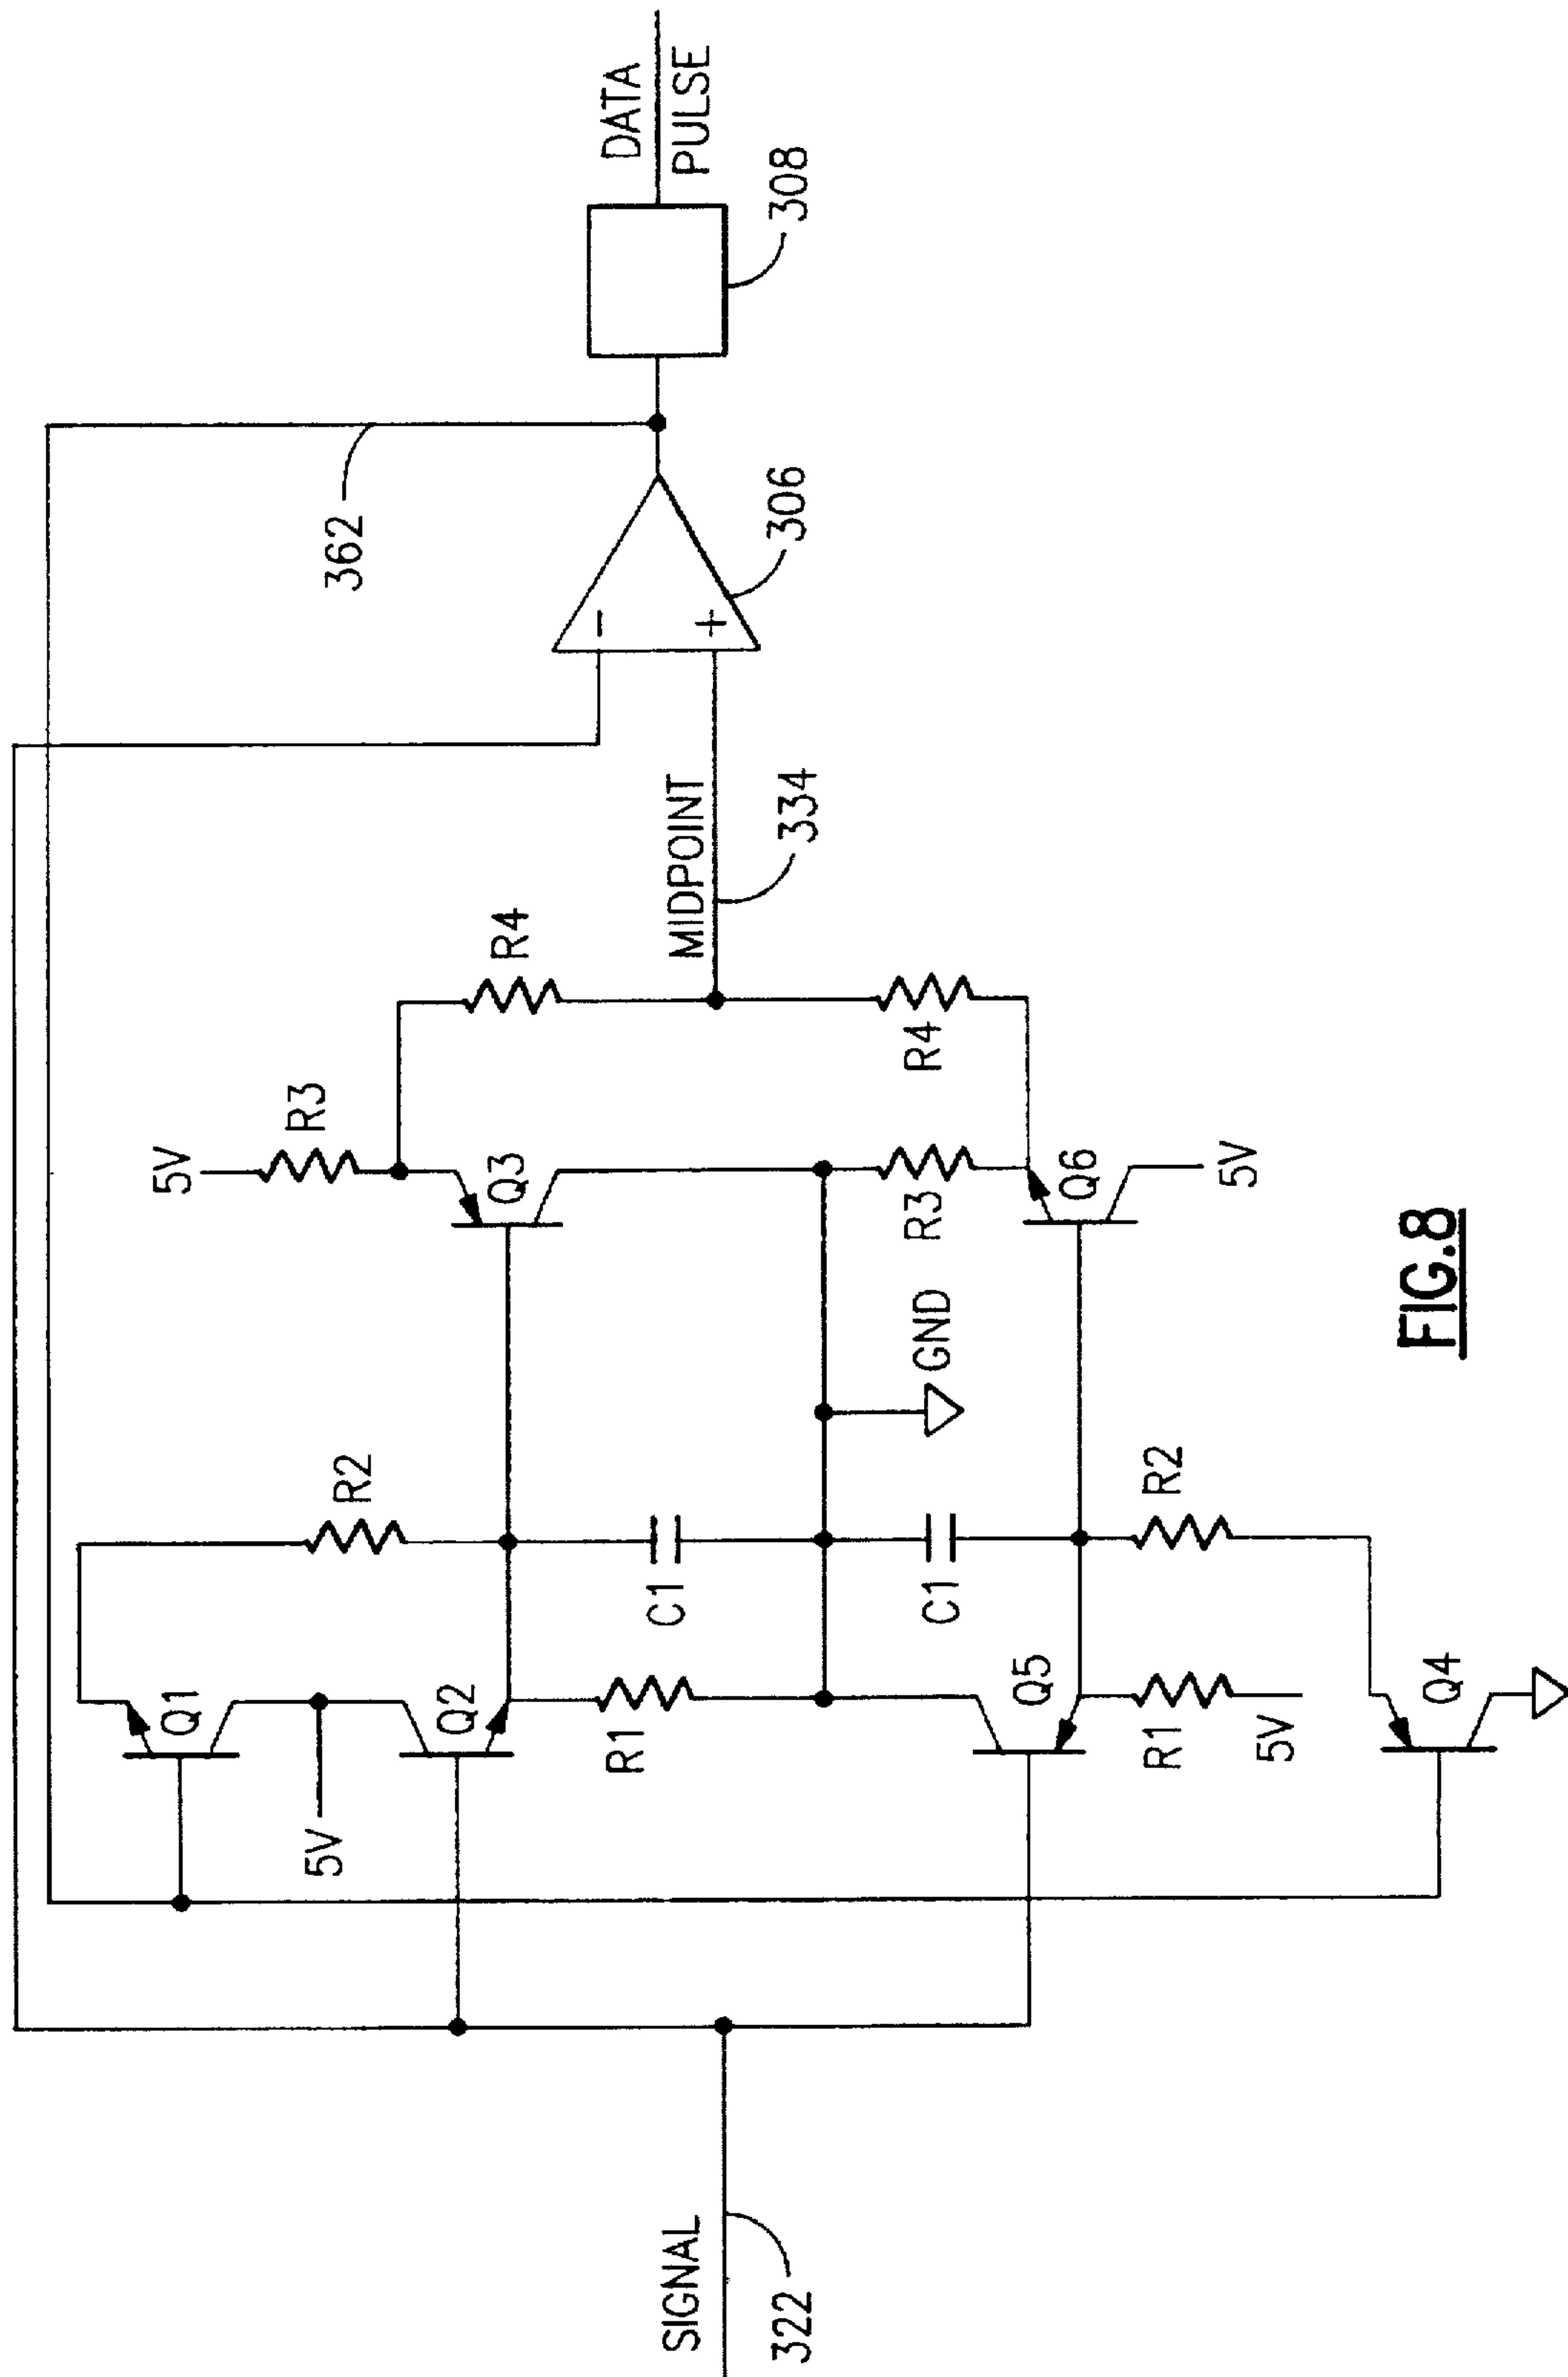 SIGNAL
322
5V
Q1
Q2
R1
R2
C1
C1
Q5
R1
5V
Q4
R2
GND
5V
R3
Q3
R3
Q6
5V
R4
R4
MIDPOINT
334
362
-
+
306
308
DATA
PULSE
FIG.8